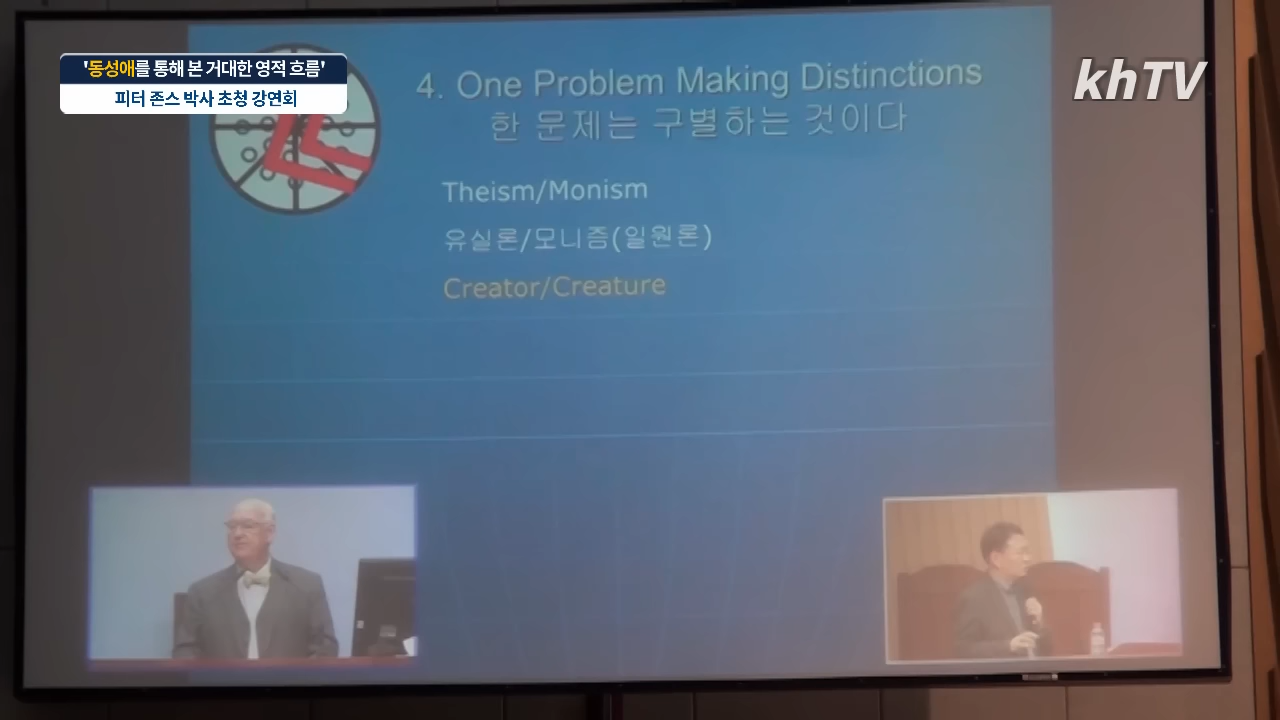 '동성애를 통해 본 거대한 영적 흐름'
피터 존스 박사 초청 강연회
khTV
4. One Problem Making Distinctions
한 문제는 구별하는 것이다
Theism/Monism
유실론/모니즘(일원론)
Creator/Creature